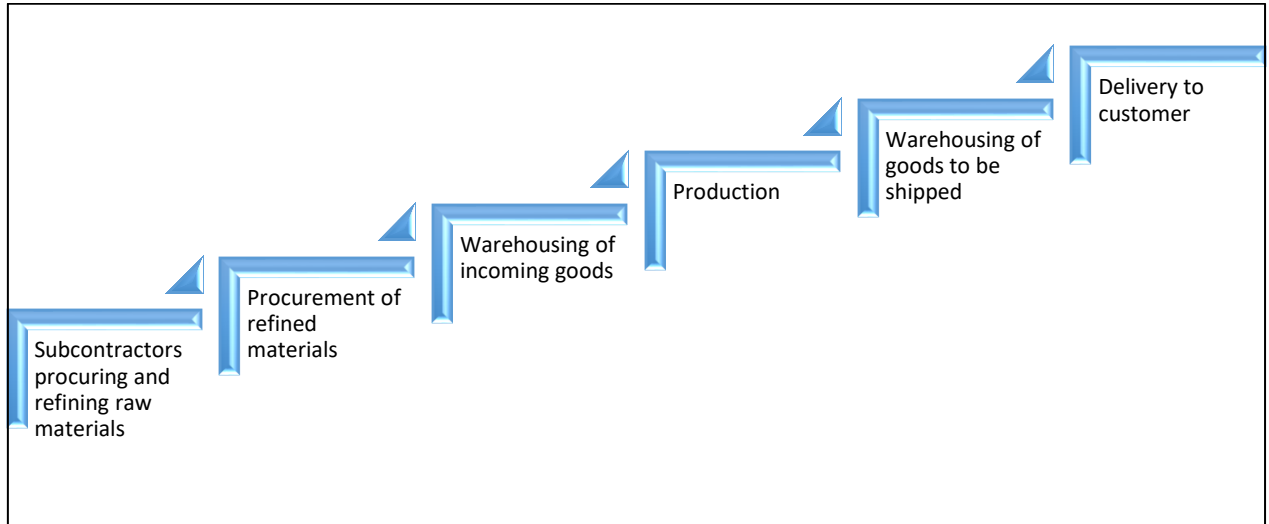 Subcontractors
procuring and
refining raw
materials
Procurement of
refined
materials
Warehousing of
incoming goods
Production
Warehousing of
goods to be
shipped
Delivery to
customer